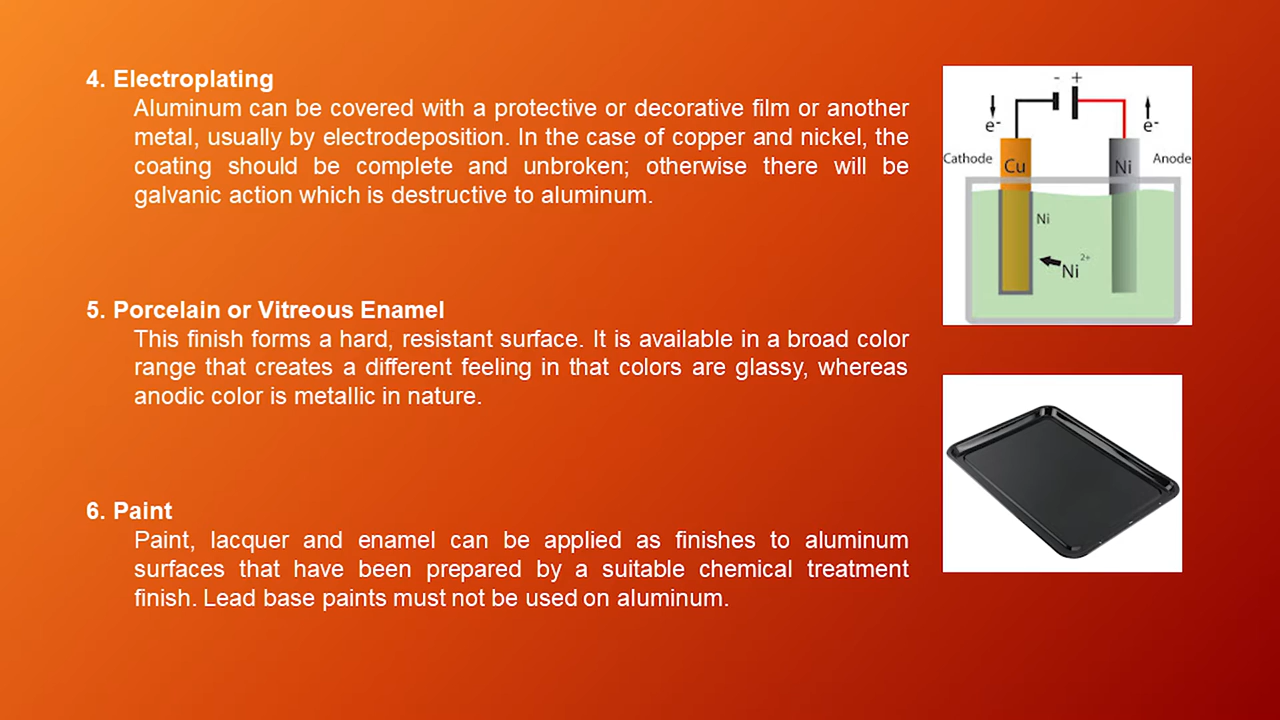 4. Electroplating
Aluminum can be covered with a protective or decorative film or another
metal, usually by electrodeposition. In the case of copper and nickel, the
coating should be complete and unbroken; otherwise there will be
galvanic action which is destructive to aluminum.
5. Porcelain or Vitreous Enamel
This finish forms a hard, resistant surface. It is available in a broad color
range that creates a different feeling in that colors are glassy, whereas
anodic color is metallic in nature.
6. Paint
Paint, lacquer and enamel can be applied as finishes to aluminum
surfaces that have been prepared by a suitable chemical treatment
finish. Lead base paints must not be used on aluminum.
- +
e- e-
Cathode Cu Ni Anode
Ni
Ni 2+